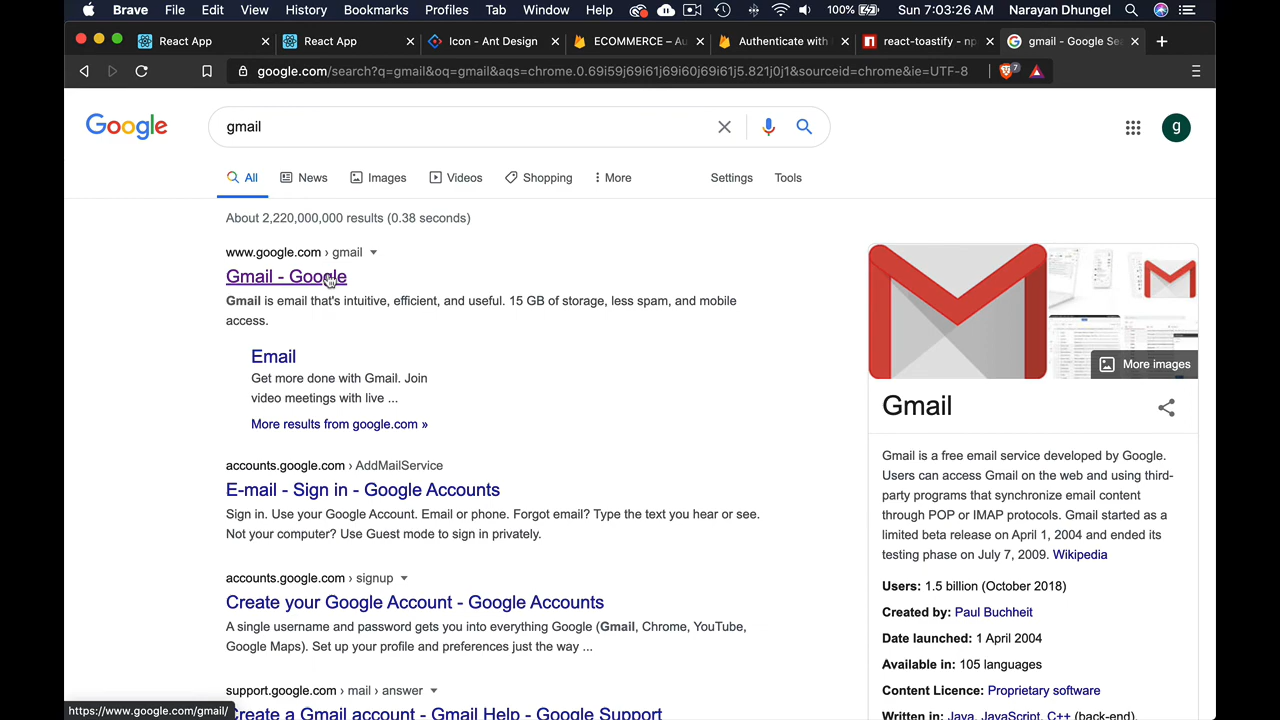 Brave File Edit View History Bookmarks Profiles Tab Window Help 100% Sun 7:03:26 AM Narayan Dhungel
React App React App Icon - Ant Design ECOMMERCE – Au Authenticate with react-toastify - np gmail - Google Sea
google.com/search?q=gmail&oq=gmail&aqs=chrome.0.69i59j69i61j69i60j69i61j5.821j0j1&sourceid=chrome&ie=UTF-8 7
Google gmail g
All News Images Videos Shopping More Settings Tools
About 2,220,000,000 results (0.38 seconds)
www.google.com › gmail
Gmail - Google
Gmail is email that's intuitive, efficient, and useful. 15 GB of storage, less spam, and mobile
access.
Email
Get more done with Gmail. Join
video meetings with live ...
More results from google.com »
accounts.google.com › AddMailService
E-mail - Sign in - Google Accounts
Sign in. Use your Google Account. Email or phone. Forgot email? Type the text you hear or see.
Not your computer? Use Guest mode to sign in privately.
accounts.google.com › signup
Create your Google Account - Google Accounts
A single username and password gets you into everything Google (Gmail, Chrome, YouTube,
Google Maps). Set up your profile and preferences just the way ...
support.google.com › mail › answer
Create a Gmail account - Gmail Help - Google Support
https://www.google.com/gmail/
More images
Gmail
Gmail is a free email service developed by Google.
Users can access Gmail on the web and using third-
party programs that synchronize email content
through POP or IMAP protocols. Gmail started as a
limited beta release on April 1, 2004 and ended its
testing phase on July 7, 2009. Wikipedia
Users: 1.5 billion (October 2018)
Created by: Paul Buchheit
Date launched: 1 April 2004
Available in: 105 languages
Content Licence: Proprietary software
Written in: Java, JavaScript, C++ (back-end),